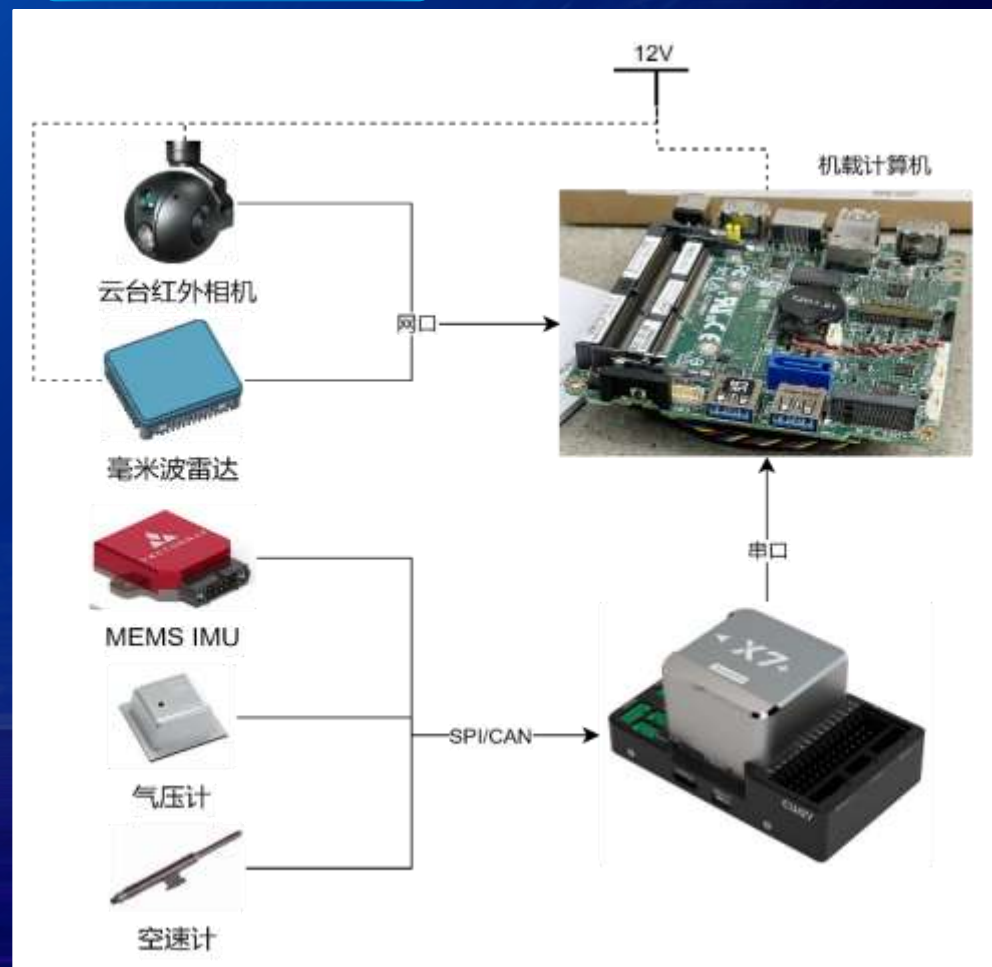 12V
机载计算机
云台红外相机
网口
毫米波雷达
串口
MEMS IMU
X7+
SPI/CAN
气压计
CUAV
空速计